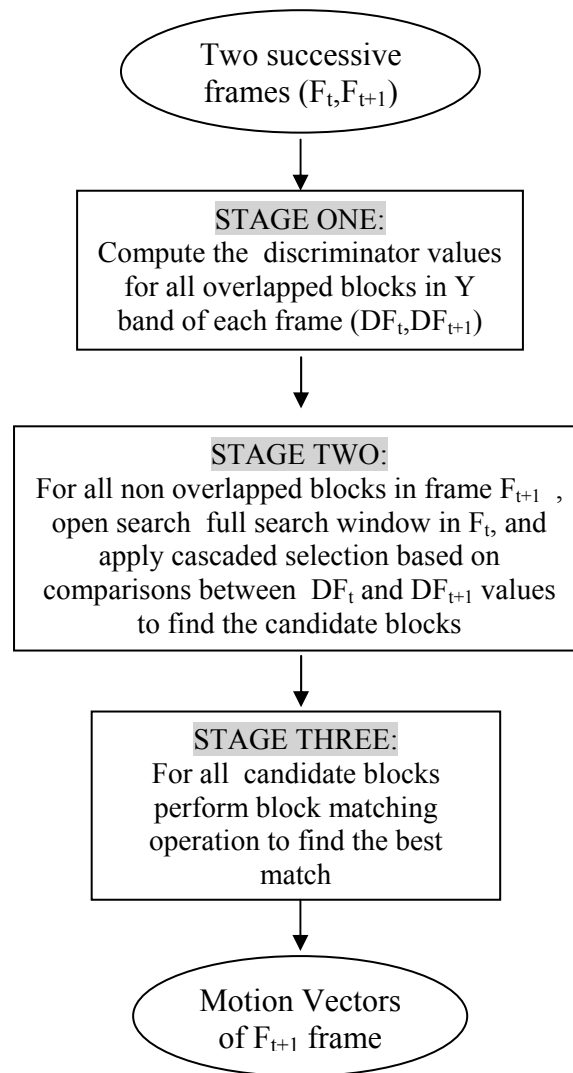 Two successive
frames (Ft,Ft+1)
STAGE ONE:
Compute the discriminator values
for all overlapped blocks in Y
band of each frame (DFt,DFt+1)
STAGE TWO:
For all non overlapped blocks in frame Ft+1 ,
open search full search window in Ft, and
apply cascaded selection based on
comparisons between DFt and DFt+1 values
to find the candidate blocks
STAGE THREE:
For all candidate blocks
perform block matching
operation to find the best
match
Motion Vectors
of Ft+1 frame